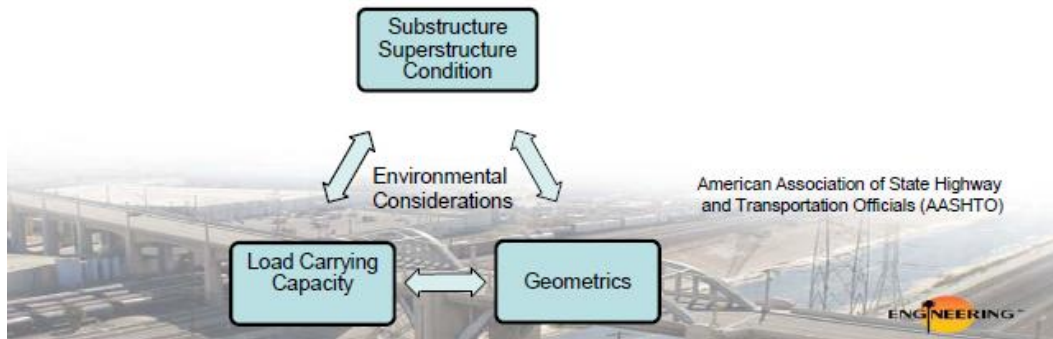 Substructure
Superstructure
Condition
Environmental
Considerations
American Association of State Highway
and Transportation Officials (AASHTO)
Load Carrying
Capacity
Geometrics
ENGINEERING